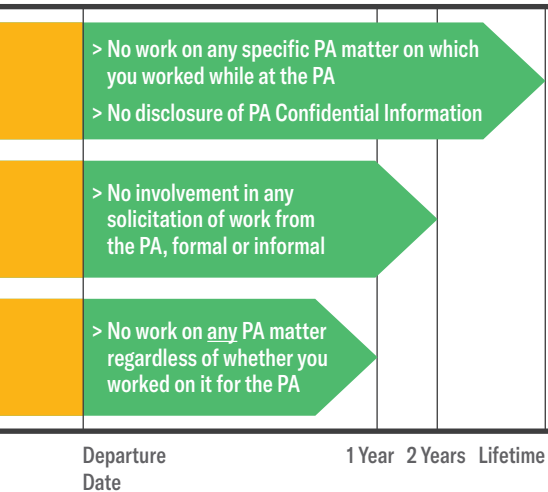 > No work on any specific PA matter on which
you worked while at the PA
> No disclosure of PA Confidential Information
> No involvement in any
solicitation of work from
the PA, formal or informal
> No work on any PA matter
regardless of whether you
worked on it for the PA
Departure
Date
1 Year 2 Years Lifetime